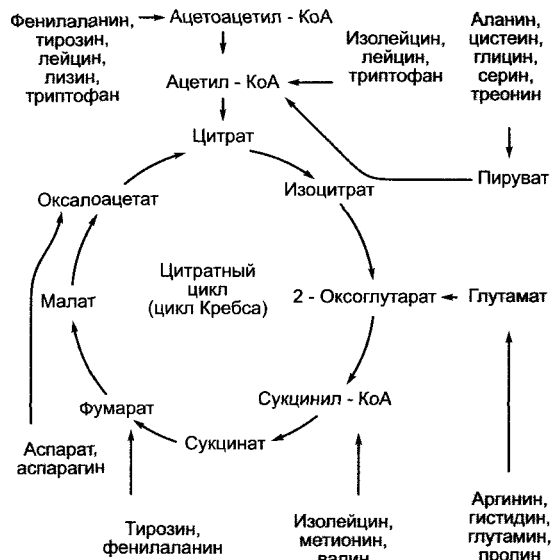 Фенилаланин,
тирозин,
лейцин,
лизин,
триптофан
Ацетоацетил - КоА
Ацетил - КоА
Изолейцин,
лейцин,
триптофан
Аланин,
цистеин,
глицин,
серин,
треонин
Цитрат
Изоцитрат
Пируват
Оксалоацетат
Цитратный
цикл
(цикл Кребса)
Малат
2 - Оксоглутарат
Глутамат
Фумарат
Сукцинил - КоА
Сукцинат
Аспарат,
аспарагин
Тирозин,
фенилаланин
Изолейцин,
метионин,
валин
Аргинин,
гистидин,
глутамин,
пролин